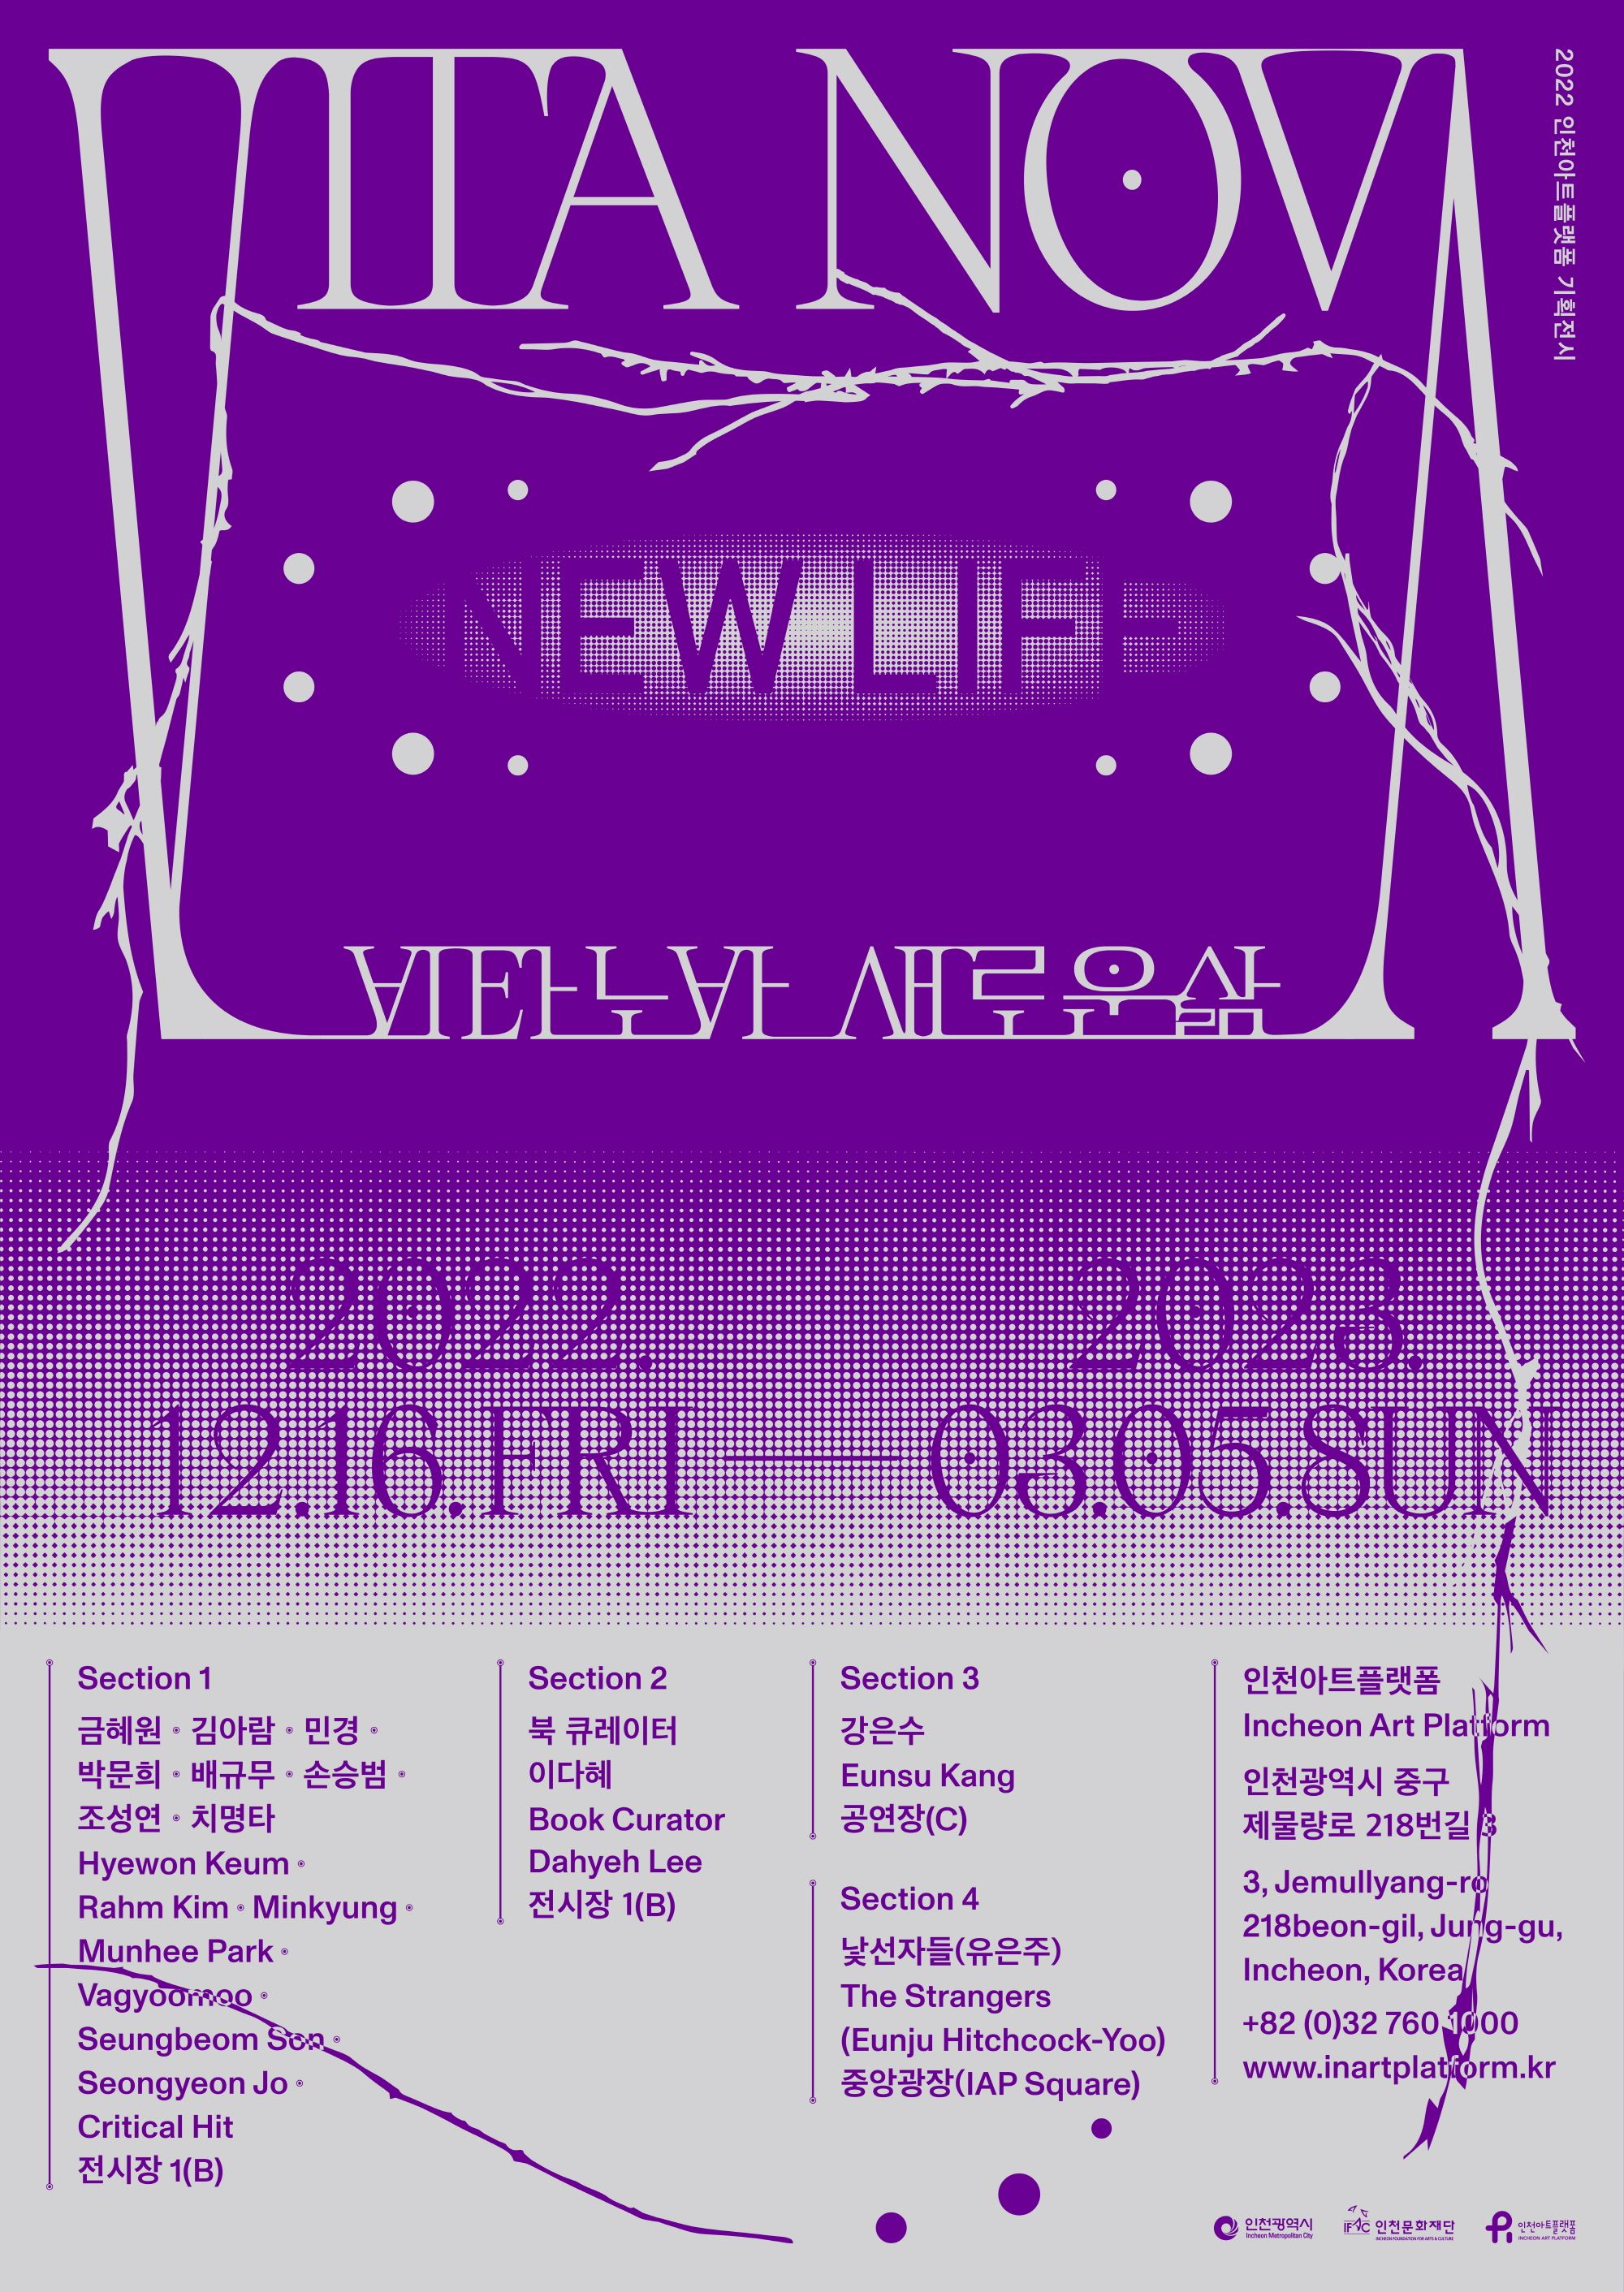 VITA NOVA
2022 인천아트플랫폼 기획전시
NEW LIFE
비타 노바 새로운 삶
2022.
12.16.FRI — 2023.
03.05.SUN
Section 1
금혜원 • 김아람 • 민경 •
박문희 • 배규무 • 손승범 •
조성연 • 치명타
Hyewon Keum •
Rahm Kim • Minkyung •
Munhee Park •
Vagyoomoo •
Seungbeom Son •
Seongyeon Jo •
Critical Hit
전시장 1(B)
Section 2
북 큐레이터
이다혜
Book Curator
Dahyeh Lee
전시장 1(B)
Section 3
강은수
Eunsu Kang
공연장(C)
Section 4
낯선자들(유은주)
The Strangers
(Eunju Hitchcock-Yoo)
중앙광장(IAP Square)
인천아트플랫폼
Incheon Art Platform
인천광역시 중구
제물량로 218번길 3
3, Jemullyang-ro
218beon-gil, Jung-gu,
Incheon, Korea
+82 (0)32 760 1000
www.inartplatform.kr
인천광역시
Incheon Metropolitan City
IFAC 인천문화재단
INCHEON FOUNDATION FOR ARTS & CULTURE
인천아트플랫폼
INCHEON ART PLATFORM